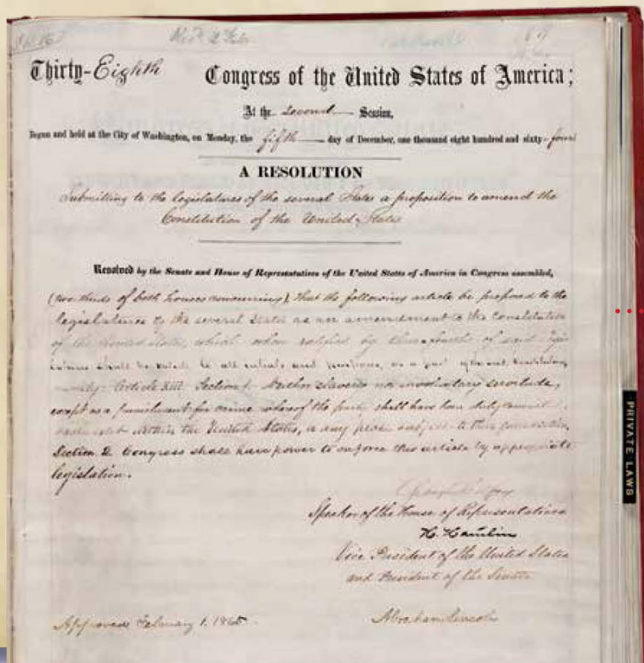 Thirty-Eighth Congress of the United States of America;
At the second Session,
Begun and held at the City of Washington, on Monday, the fifth day of December, one thousand eight hundred and sixty-four
A RESOLUTION
Submitting to the legislatures of the several States a proposition to amend the
Constitution of the United States
Resolved by the Senate and House of Representatives of the United States of America in Congress assembled,
(two thirds of both houses concurring), that the following article be proposed to the
legislatures of the several States as an amendment to the Constitution
of the United States, which when ratified by three fourths of said
shall be valid, to all intents and purposes, as a part of the said Constitution
namely: Article XIII. Section 1. Neither slavery nor involuntary servitude,
except as a punishment for crime whereof the party shall have been duly
within the United States, or any place subject to their jurisdiction.
Section 2. Congress shall have power to enforce this article by appropriate
legislation.
Speaker of the House of Representatives
H. Hamlin
Vice President of the United States
and President of the Senate
Approved February 1. 1865
Abraham Lincoln
PRIVATE LAWS